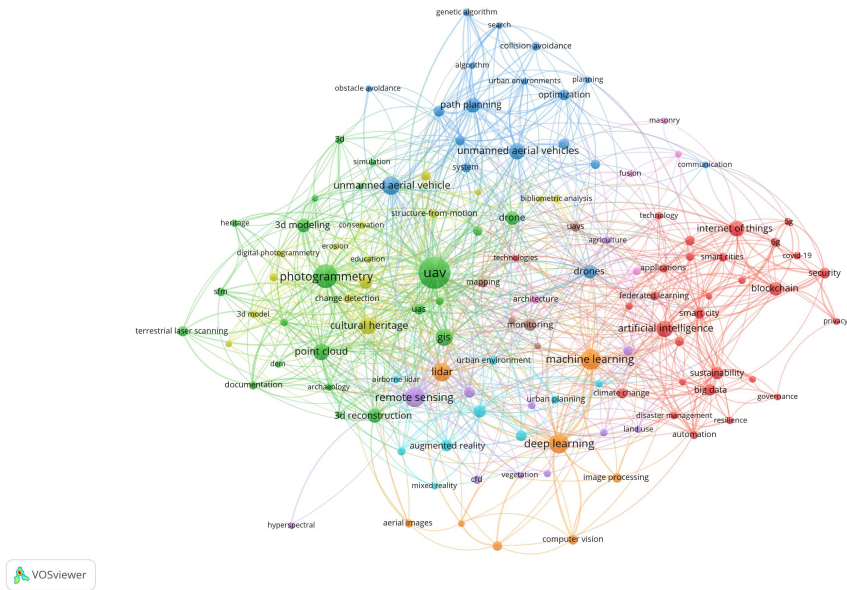 genetic algorithm
search
collision avoidance
algorithm
urban environments
planning
obstacle avoidance
optimization
path planning
masonry
3d
unmanned aerial vehicles
simulation
system
communication
fusion
unmanned aerial vehicle
bibliometric analysis
structure-from-motion
drone
technology
heritage
3d modeling
conservation
uavs
internet of things
5g
agriculture
6g
erosion
digital photogrammetry
education
technologies
smart cities
covid-19
photogrammetry
uav
drones
applications
security
mapping
blockchain
sfm
change detection
architecture
federated learning
uas
3d model
smart city
privacy
cultural heritage
monitoring
artificial intelligence
terrestrial laser scanning
gis
point cloud
urban environment
machine learning
dem
lidar
sustainability
airborne lidar
documentation
archaeology
big data
climate change
remote sensing
urban planning
governance
3d reconstruction
disaster management
resilience
land use
automation
augmented reality
deep learning
vegetation
image processing
cfd
mixed reality
hyperspectral
aerial images
computer vision
VOSviewer